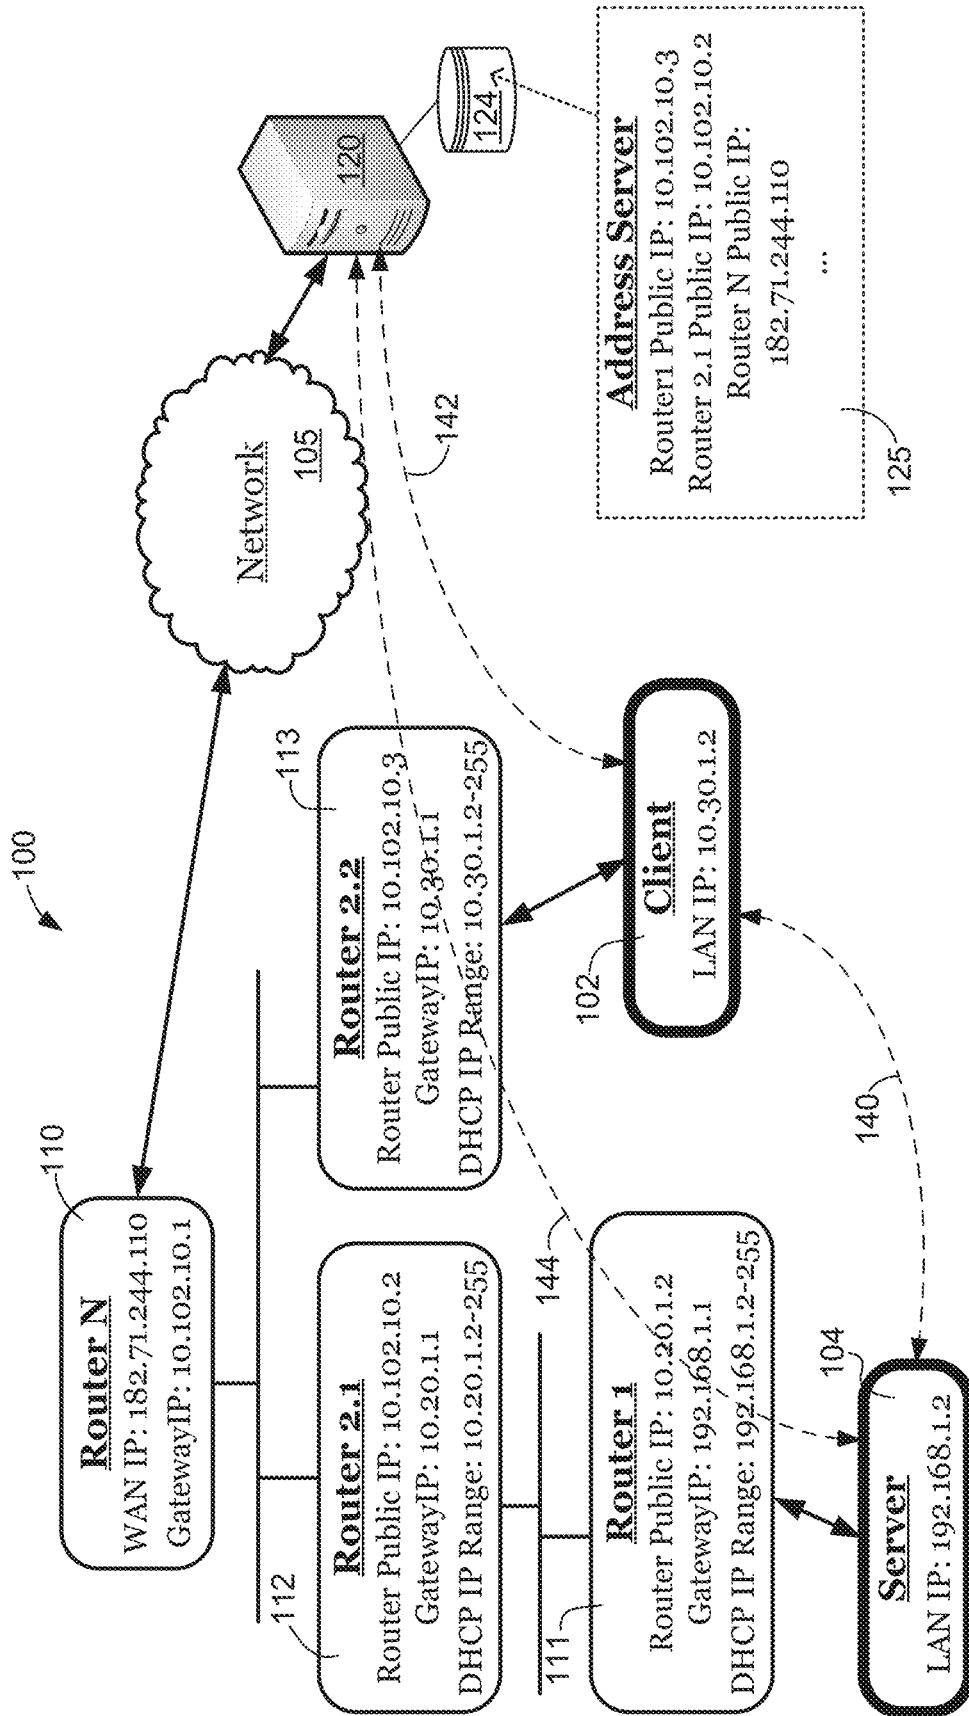 100
110
Router N
WAN IP: 182.71.244.110
GatewayIP: 10.102.10.1
Network
105
120
124
112
Router 2.1
Router Public IP: 10.102.10.2
GatewayIP: 10.20.1.1
DHCP IP Range: 10.20.1.2-255
113
Router 2.2
Router Public IP: 10.102.10.3
GatewayIP: 10.30.1.1
DHCP IP Range: 10.30.1.2-255
142
111
Router 1
Router Public IP: 10.20.1.2
GatewayIP: 192.168.1.1
DHCP IP Range: 192.168.1.2-255
144
102
Client
LAN IP: 10.30.1.2
Address Server
Router1 Public IP: 10.102.10.3
Router 2.1 Public IP: 10.102.10.2
Router N Public IP:
182.71.244.110
...
125
140
104
Server
LAN IP: 192.168.1.2